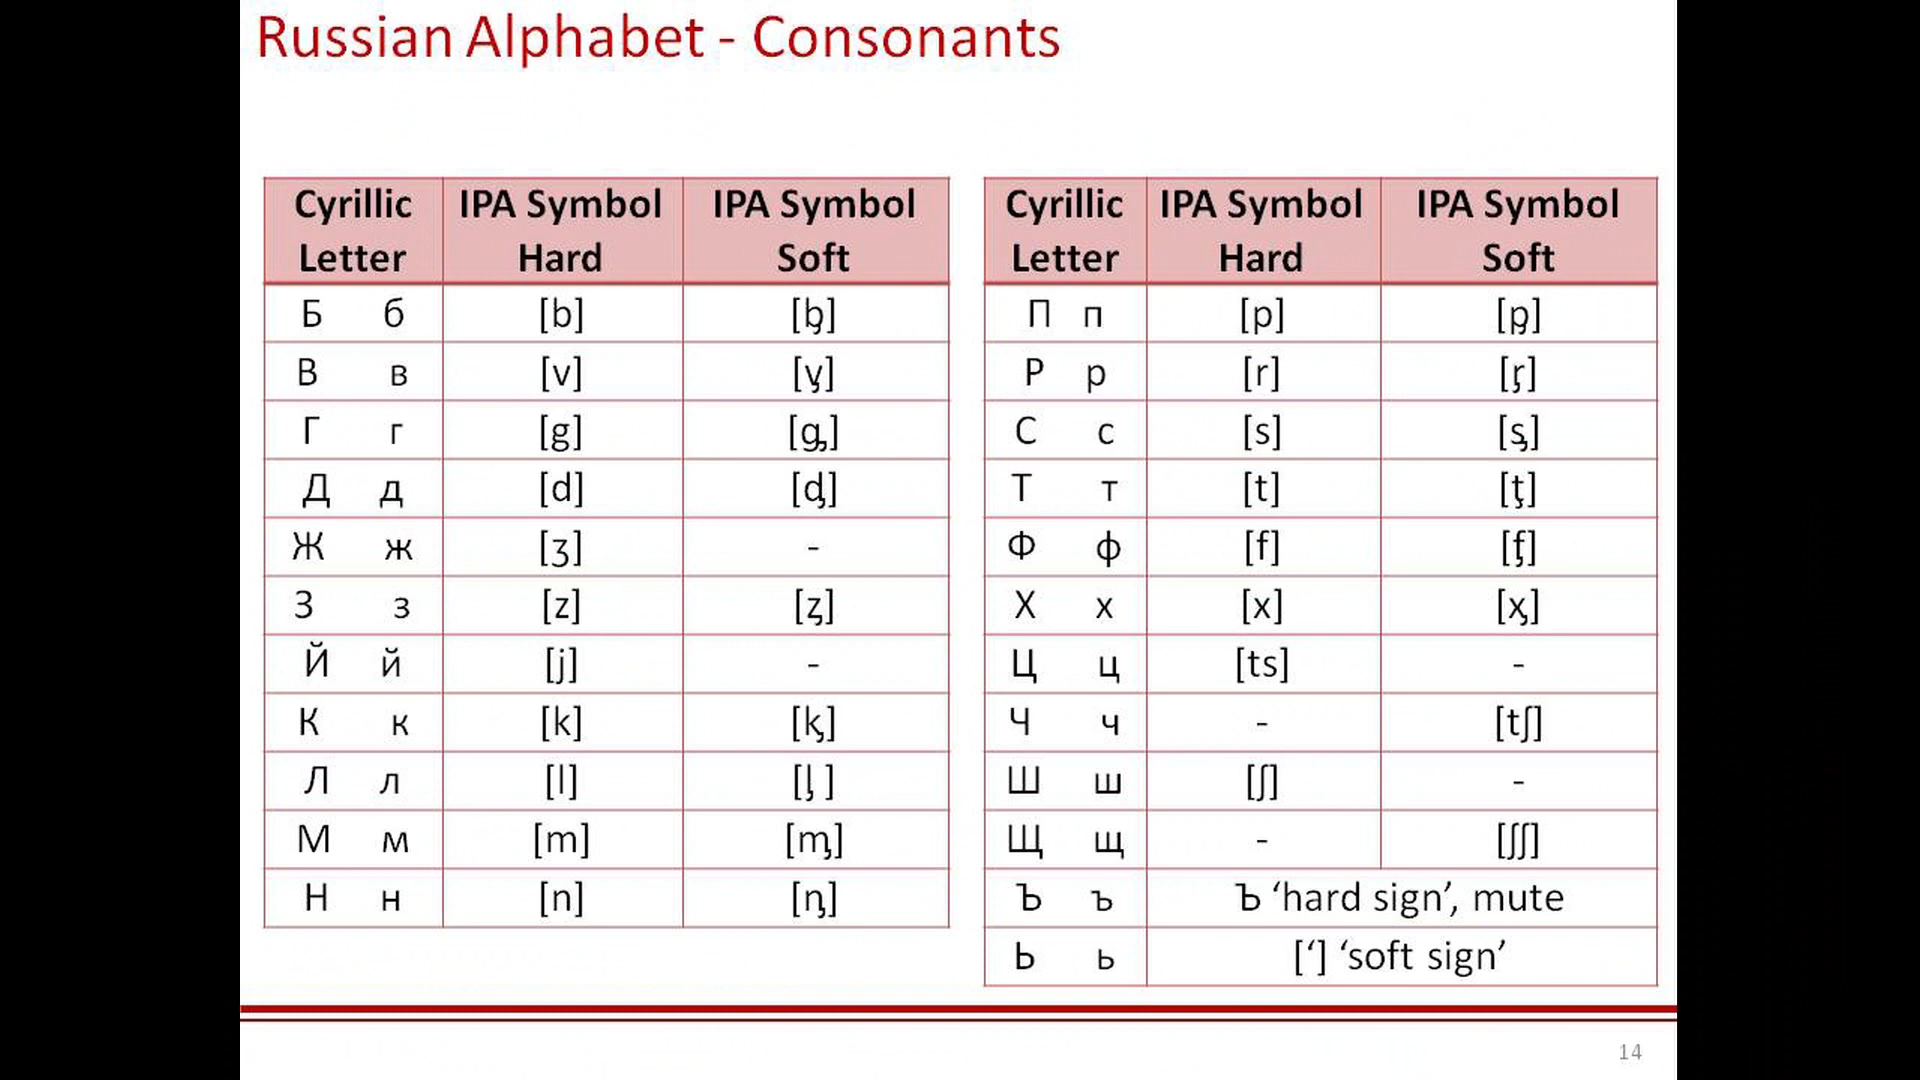 Russian Alphabet - Consonants
Cyrillic Letter	IPA Symbol Hard	IPA Symbol Soft
Б б	[b]	[b̡]
В в	[v]	[v̡]
Г г	[g]	[g̡]
Д д	[d]	[d̡]
Ж ж	[ʒ]	-
З з	[z]	[z̡]
Й й	[j]	-
К к	[k]	[k̡]
Л л	[l]	[l̡ ]
М м	[m]	[m̡]
Н н	[n]	[n̡]
Cyrillic Letter	IPA Symbol Hard	IPA Symbol Soft
П п	[p]	[p̡]
Р р	[r]	[r̡]
С с	[s]	[s̡]
Т т	[t]	[t̡]
Ф ф	[f]	[f̡]
Х х	[x]	[x̡]
Ц ц	[ts]	-
Ч ч	-	[tʃ]
Ш ш	[ʃ]	-
Щ щ	-	[ʃʃ]
Ъ ъ	Ъ ‘hard sign’, mute
Ь ь	[‘] ‘soft sign’
14